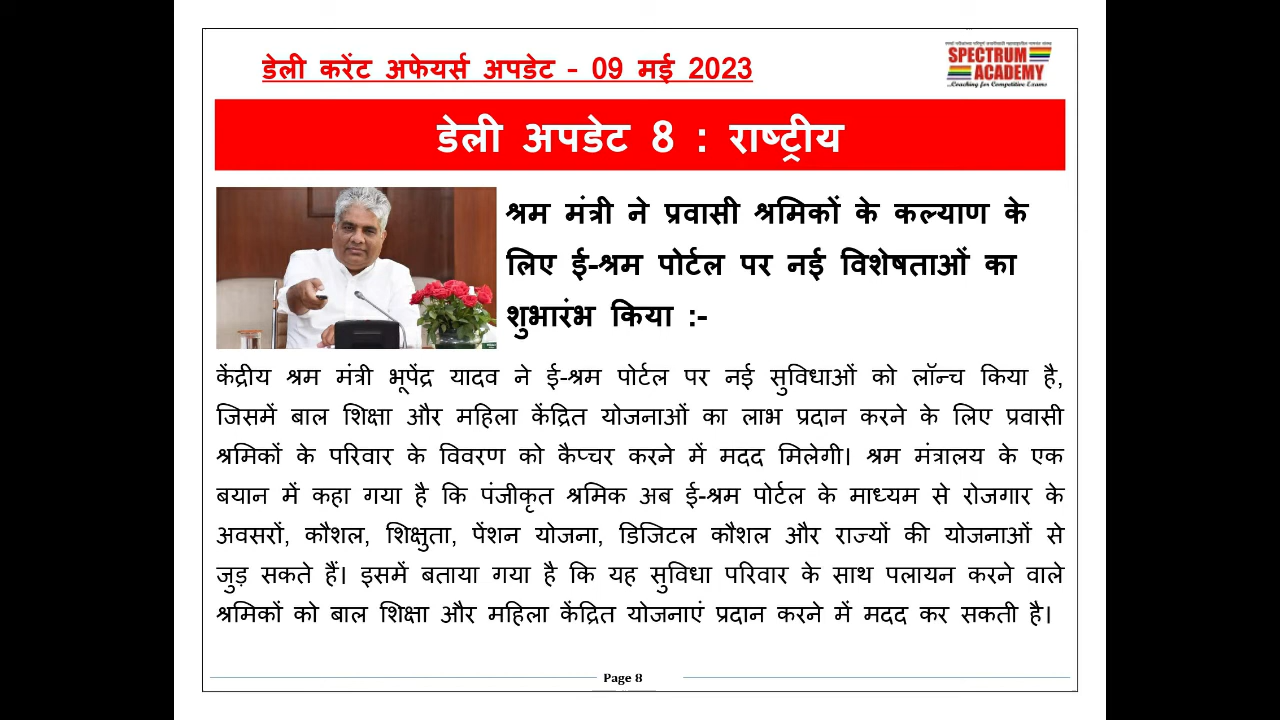 डेली करेंट अफेयर्स अपडेट - 09 मई 2023
SPECTRUM
ACADEMY
...Coaching for Competitive Exams
डेली अपडेट 8 : राष्ट्रीय
श्रम मंत्री ने प्रवासी श्रमिकों के कल्याण के
लिए ई-श्रम पोर्टल पर नई विशेषताओं का
शुभारंभ किया :-
केंद्रीय श्रम मंत्री भूपेंद्र यादव ने ई-श्रम पोर्टल पर नई सुविधाओं को लॉन्च किया है,
जिसमें बाल शिक्षा और महिला केंद्रित योजनाओं का लाभ प्रदान करने के लिए प्रवासी
श्रमिकों के परिवार के विवरण को कैप्चर करने में मदद मिलेगी। श्रम मंत्रालय के एक
बयान में कहा गया है कि पंजीकृत श्रमिक अब ई-श्रम पोर्टल के माध्यम से रोजगार के
अवसरों, कौशल, शिक्षुता, पेंशन योजना, डिजिटल कौशल और राज्यों की योजनाओं से
जुड़ सकते हैं। इसमें बताया गया है कि यह सुविधा परिवार के साथ पलायन करने वाले
श्रमिकों को बाल शिक्षा और महिला केंद्रित योजनाएं प्रदान करने में मदद कर सकती है।
Page 8